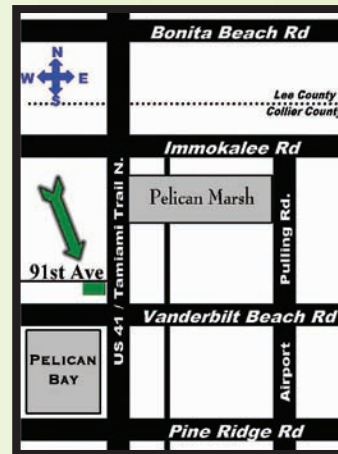 Bonita Beach Rd
N
W E
S
Lee County
Collier County
Immokalee Rd
Pelican Marsh
US 41 / Tamiami Trail N.
Airport Pulling Rd.
91st Ave
Vanderbilt Beach Rd
PELICAN
BAY
Pine Ridge Rd